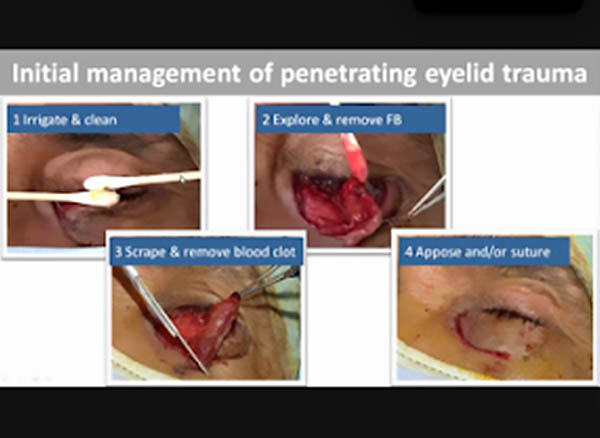 Initial management of penetrating eyelid trauma
1 Irrigate & clean
2 Explore & remove FB
3 Scrape & remove blood clot
4 Appose and/or suture